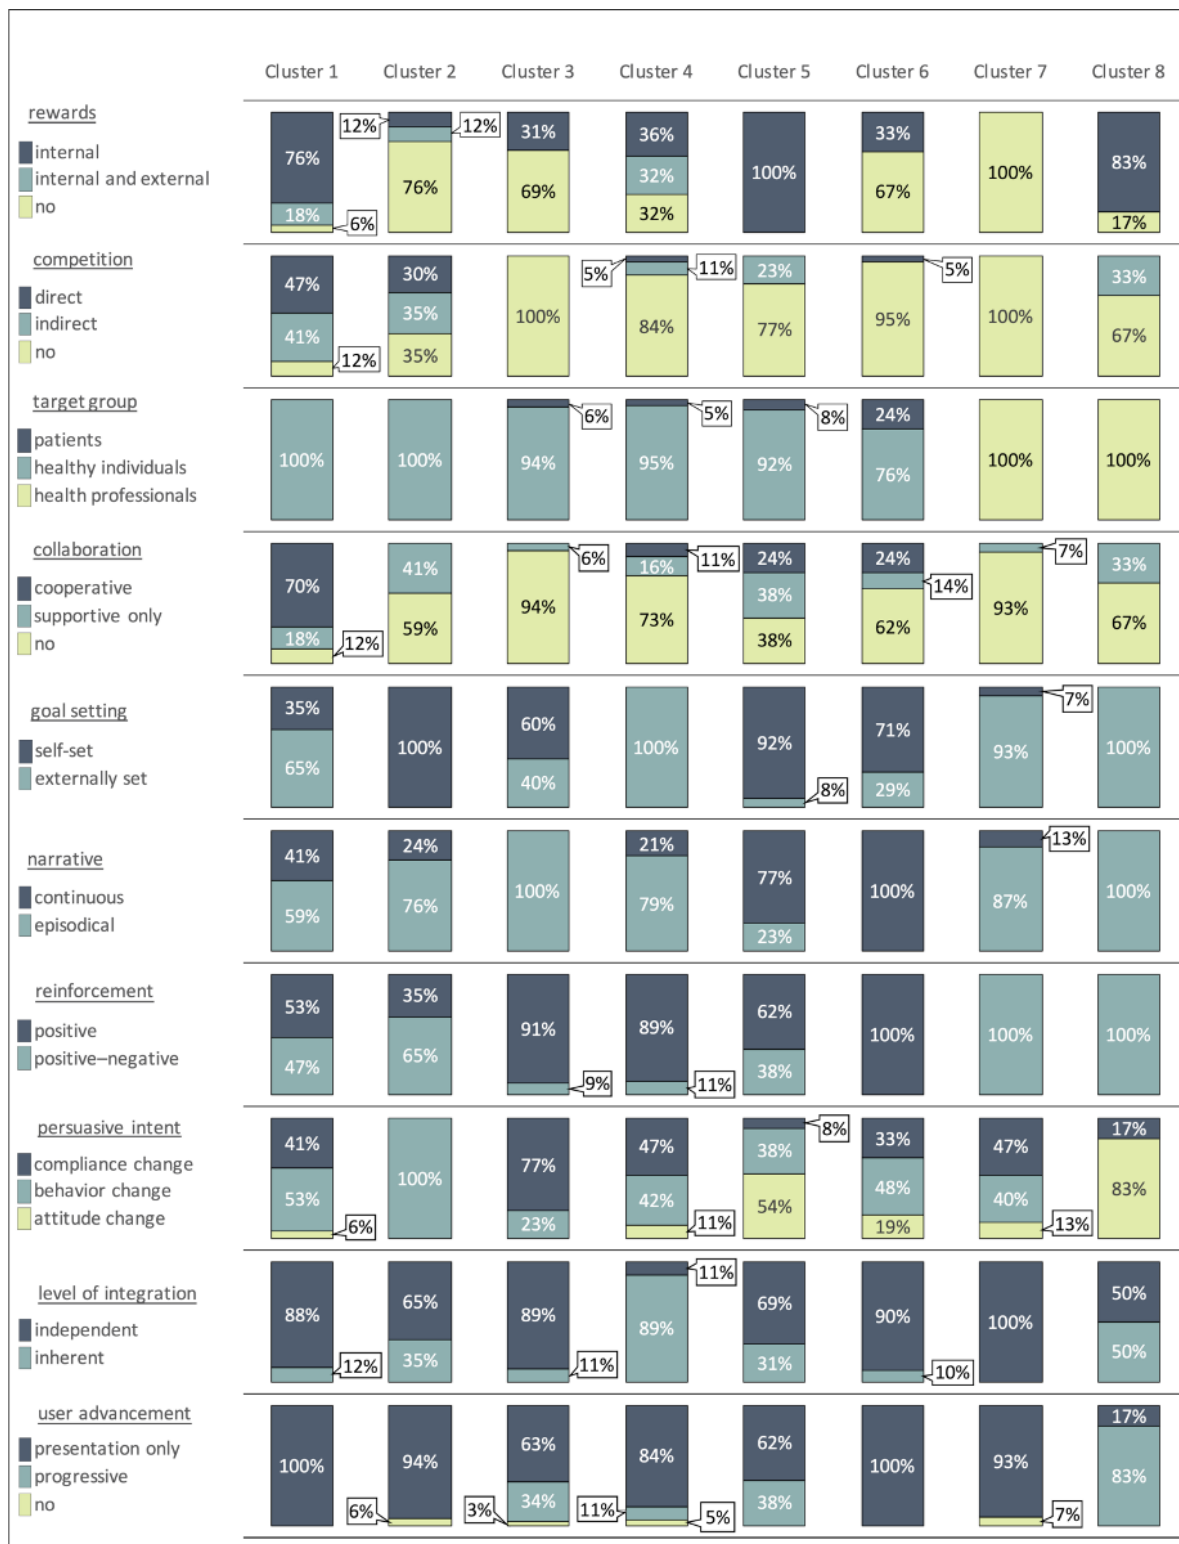 Cluster 1 Cluster 2 Cluster 3 Cluster 4 Cluster 5 Cluster 6 Cluster 7 Cluster 8
rewards
internal
internal and external
no
76% 18% 6%
12% 12% 76%
31% 69%
36% 32% 32%
100%
33% 67%
100%
83% 17%
competition
direct
indirect
no
47% 41% 12%
30% 35% 35%
100%
5% 11% 84%
23% 77%
5% 95%
100%
33% 67%
target group
patients
healthy individuals
health professionals
100%
100%
6% 94%
5% 95%
8% 92%
24% 76%
100%
100%
collaboration
cooperative
supportive only
no
70% 18% 12%
41% 59%
6% 94%
11% 16% 73%
24% 38% 38%
24% 14% 62%
7% 93%
33% 67%
goal setting
self-set
externally set
35% 65%
100%
60% 40%
100%
92% 8%
71% 29%
7% 93%
100%
narrative
continuous
episodical
41% 59%
24% 76%
100%
21% 79%
77% 23%
100%
13% 87%
100%
reinforcement
positive
positive–negative
53% 47%
35% 65%
91% 9%
89% 11%
62% 38%
100%
100%
100%
persuasive intent
compliance change
behavior change
attitude change
41% 53% 6%
100%
77% 23%
47% 42% 11%
8% 38% 54%
33% 48% 19%
47% 40% 13%
17% 83%
level of integration
independent
inherent
88% 12%
65% 35%
89% 11%
11% 89%
69% 31%
90% 10%
100%
50% 50%
user advancement
presentation only
progressive
no
100%
94% 6%
63% 34% 3%
84% 11% 5%
62% 38%
100%
93% 7%
17% 83%